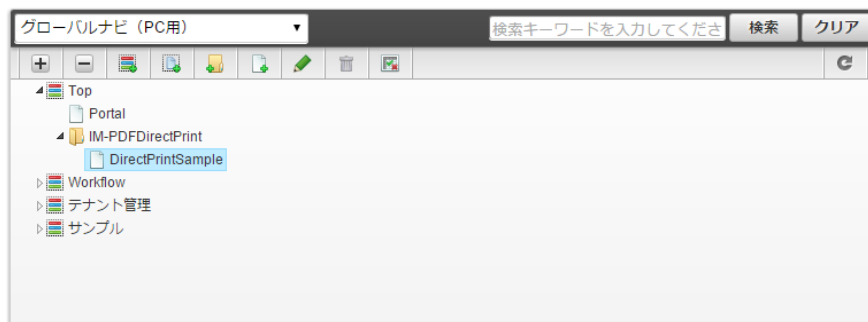 グローバルナビ（PC用） 検索キーワードを入力してくださ 検索 クリア
Top
Portal
IM-PDFDirectPrint
DirectPrintSample
Workflow
テナント管理
サンプル